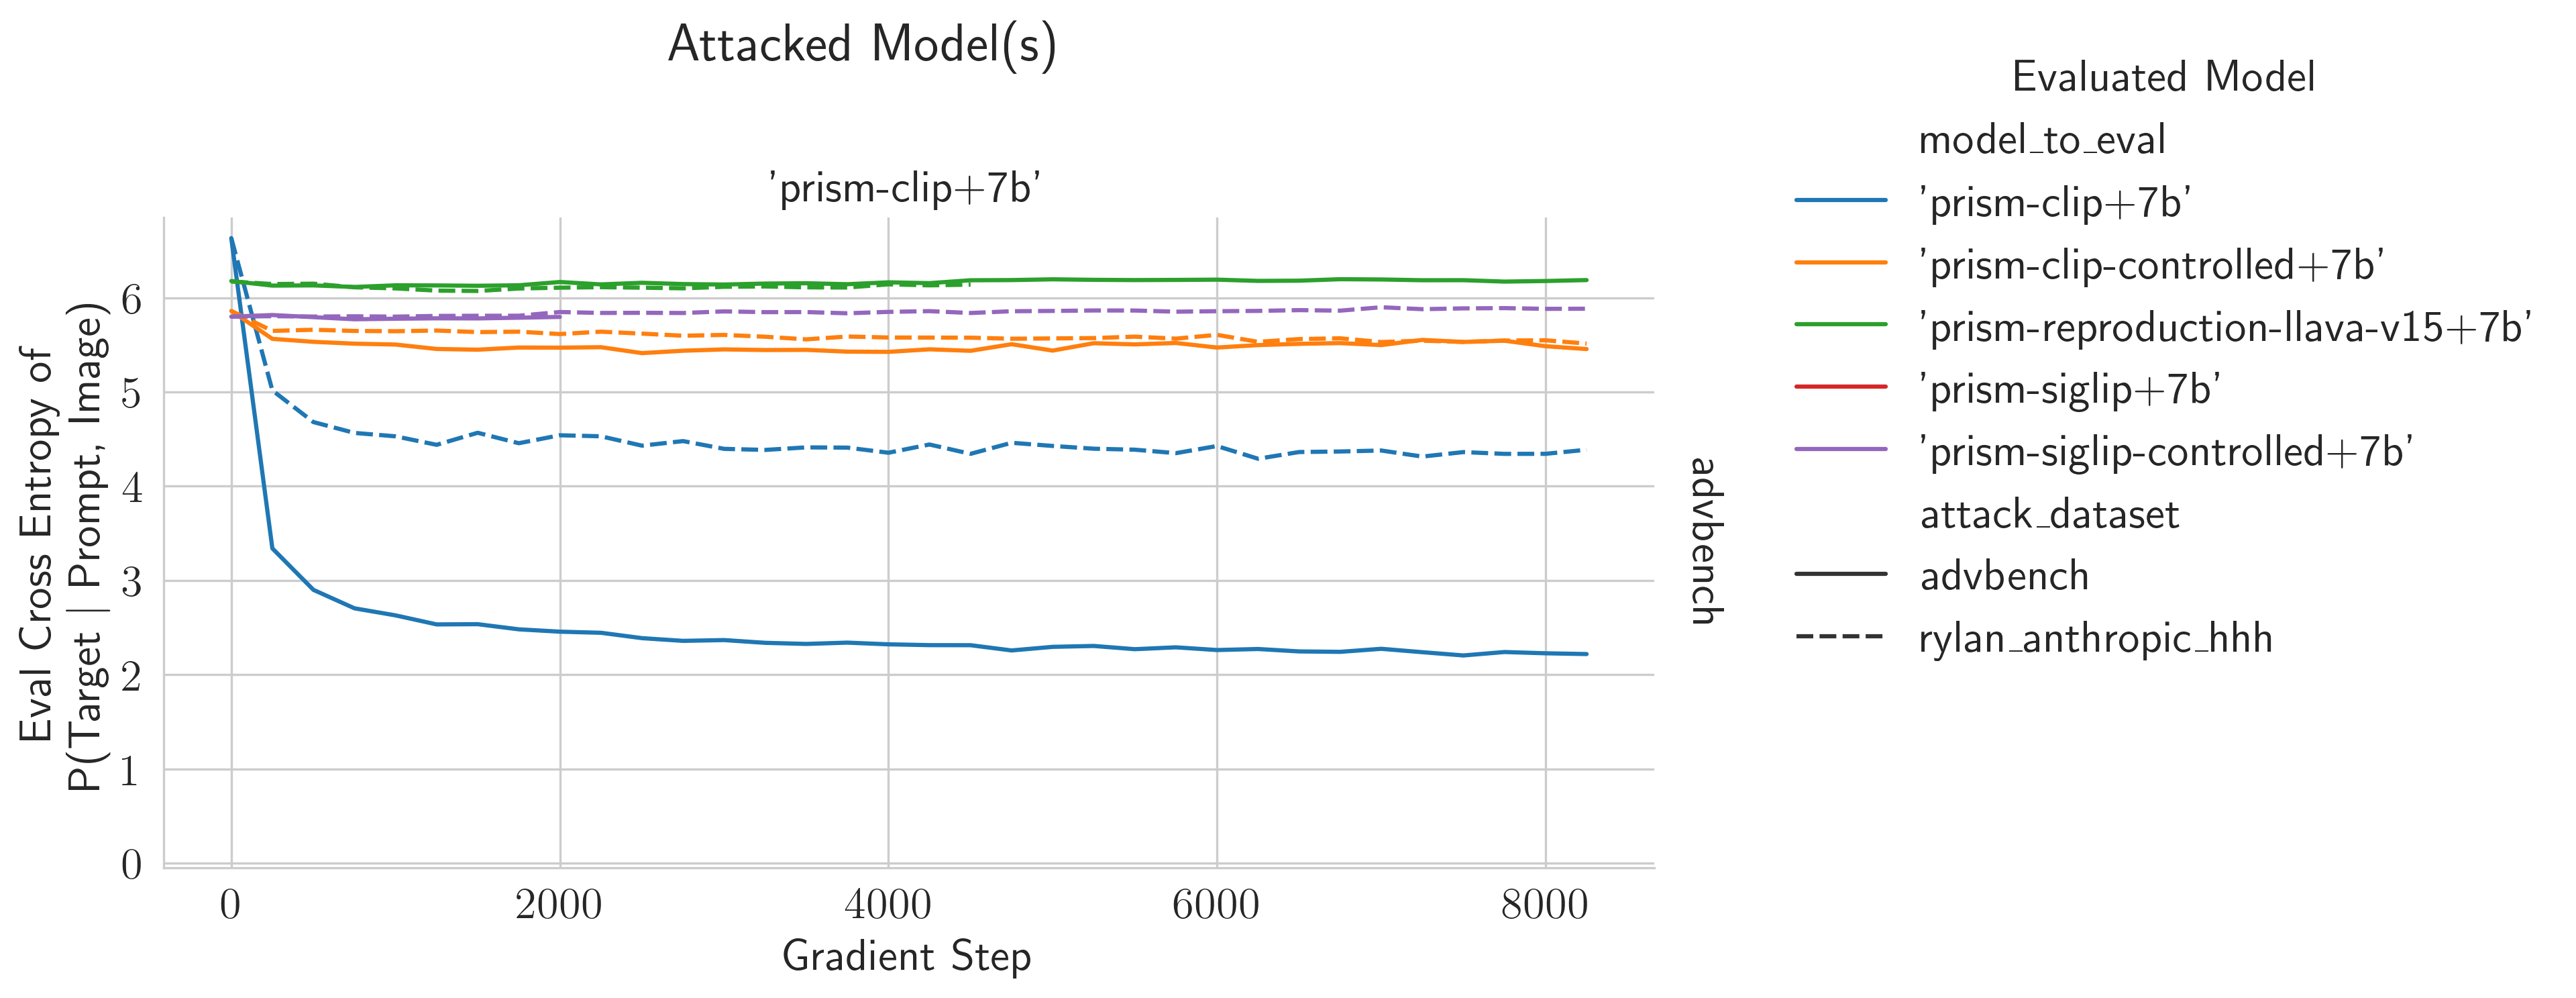 Attacked Model(s)
'prism-clip+7b'
Eval Cross Entropy of
P(Target | Prompt, Image)
6
5
4
3
2
1
0
0
2000
4000
6000
8000
Gradient Step
advbench
Evaluated Model
model_to_eval
'prism-clip+7b'
'prism-clip-controlled+7b'
'prism-reproduction-llava-v15+7b'
'prism-siglip+7b'
'prism-siglip-controlled+7b'
attack_dataset
advbench
rylan_anthropic_hhh